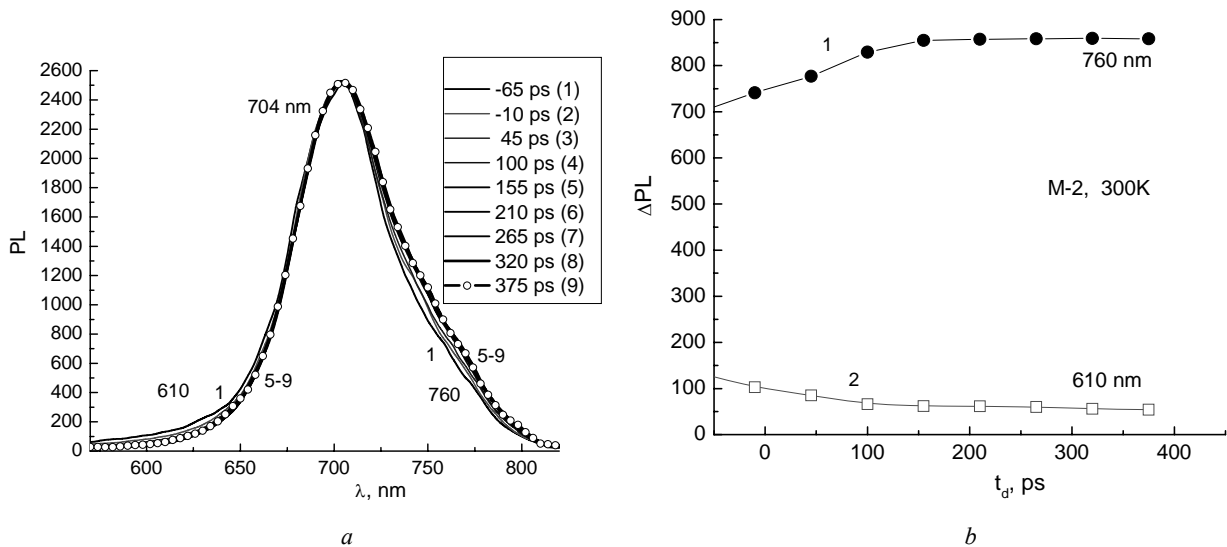 PL
2600
2400
2200
2000
1800
1600
1400
1200
1000
800
600
400
200
0
600
650
700
750
800
λ, nm
704 nm
610
1
5-9
1
760
5-9
-65 ps (1)
-10 ps (2)
45 ps (3)
100 ps (4)
155 ps (5)
210 ps (6)
265 ps (7)
320 ps (8)
375 ps (9)
a
ΔPL
900
800
700
600
500
400
300
200
100
0
0
100
200
300
400
t_d, ps
1
760 nm
M-2, 300K
2
610 nm
b